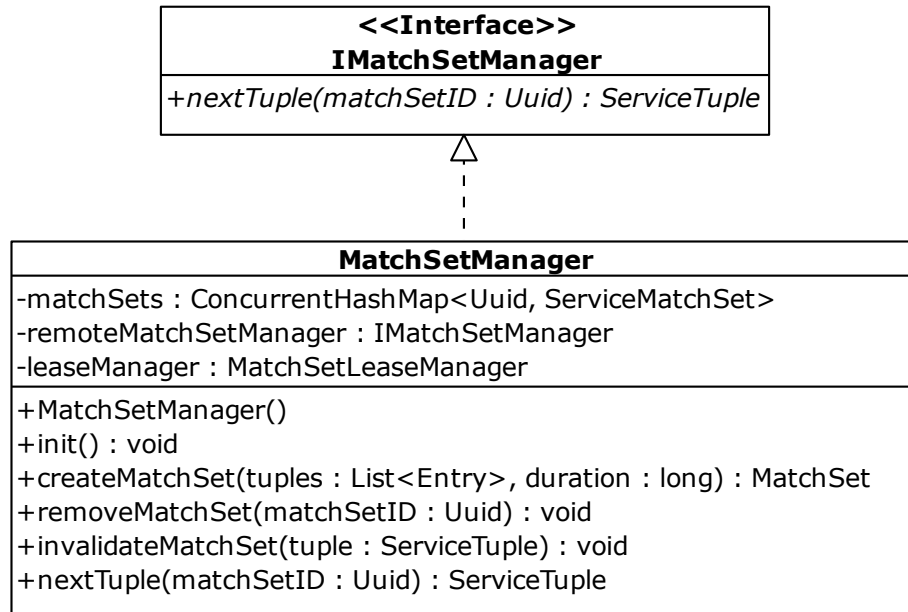 <<Interface>>
IMatchSetManager
+nextTuple(matchSetID : Uuid) : ServiceTuple
MatchSetManager
-matchSets : ConcurrentHashMap<Uuid, ServiceMatchSet>
-remoteMatchSetManager : IMatchSetManager
-leaseManager : MatchSetLeaseManager
+MatchSetManager()
+init() : void
+createMatchSet(tuples : List<Entry>, duration : long) : MatchSet
+removeMatchSet(matchSetID : Uuid) : void
+invalidateMatchSet(tuple : ServiceTuple) : void
+nextTuple(matchSetID : Uuid) : ServiceTuple